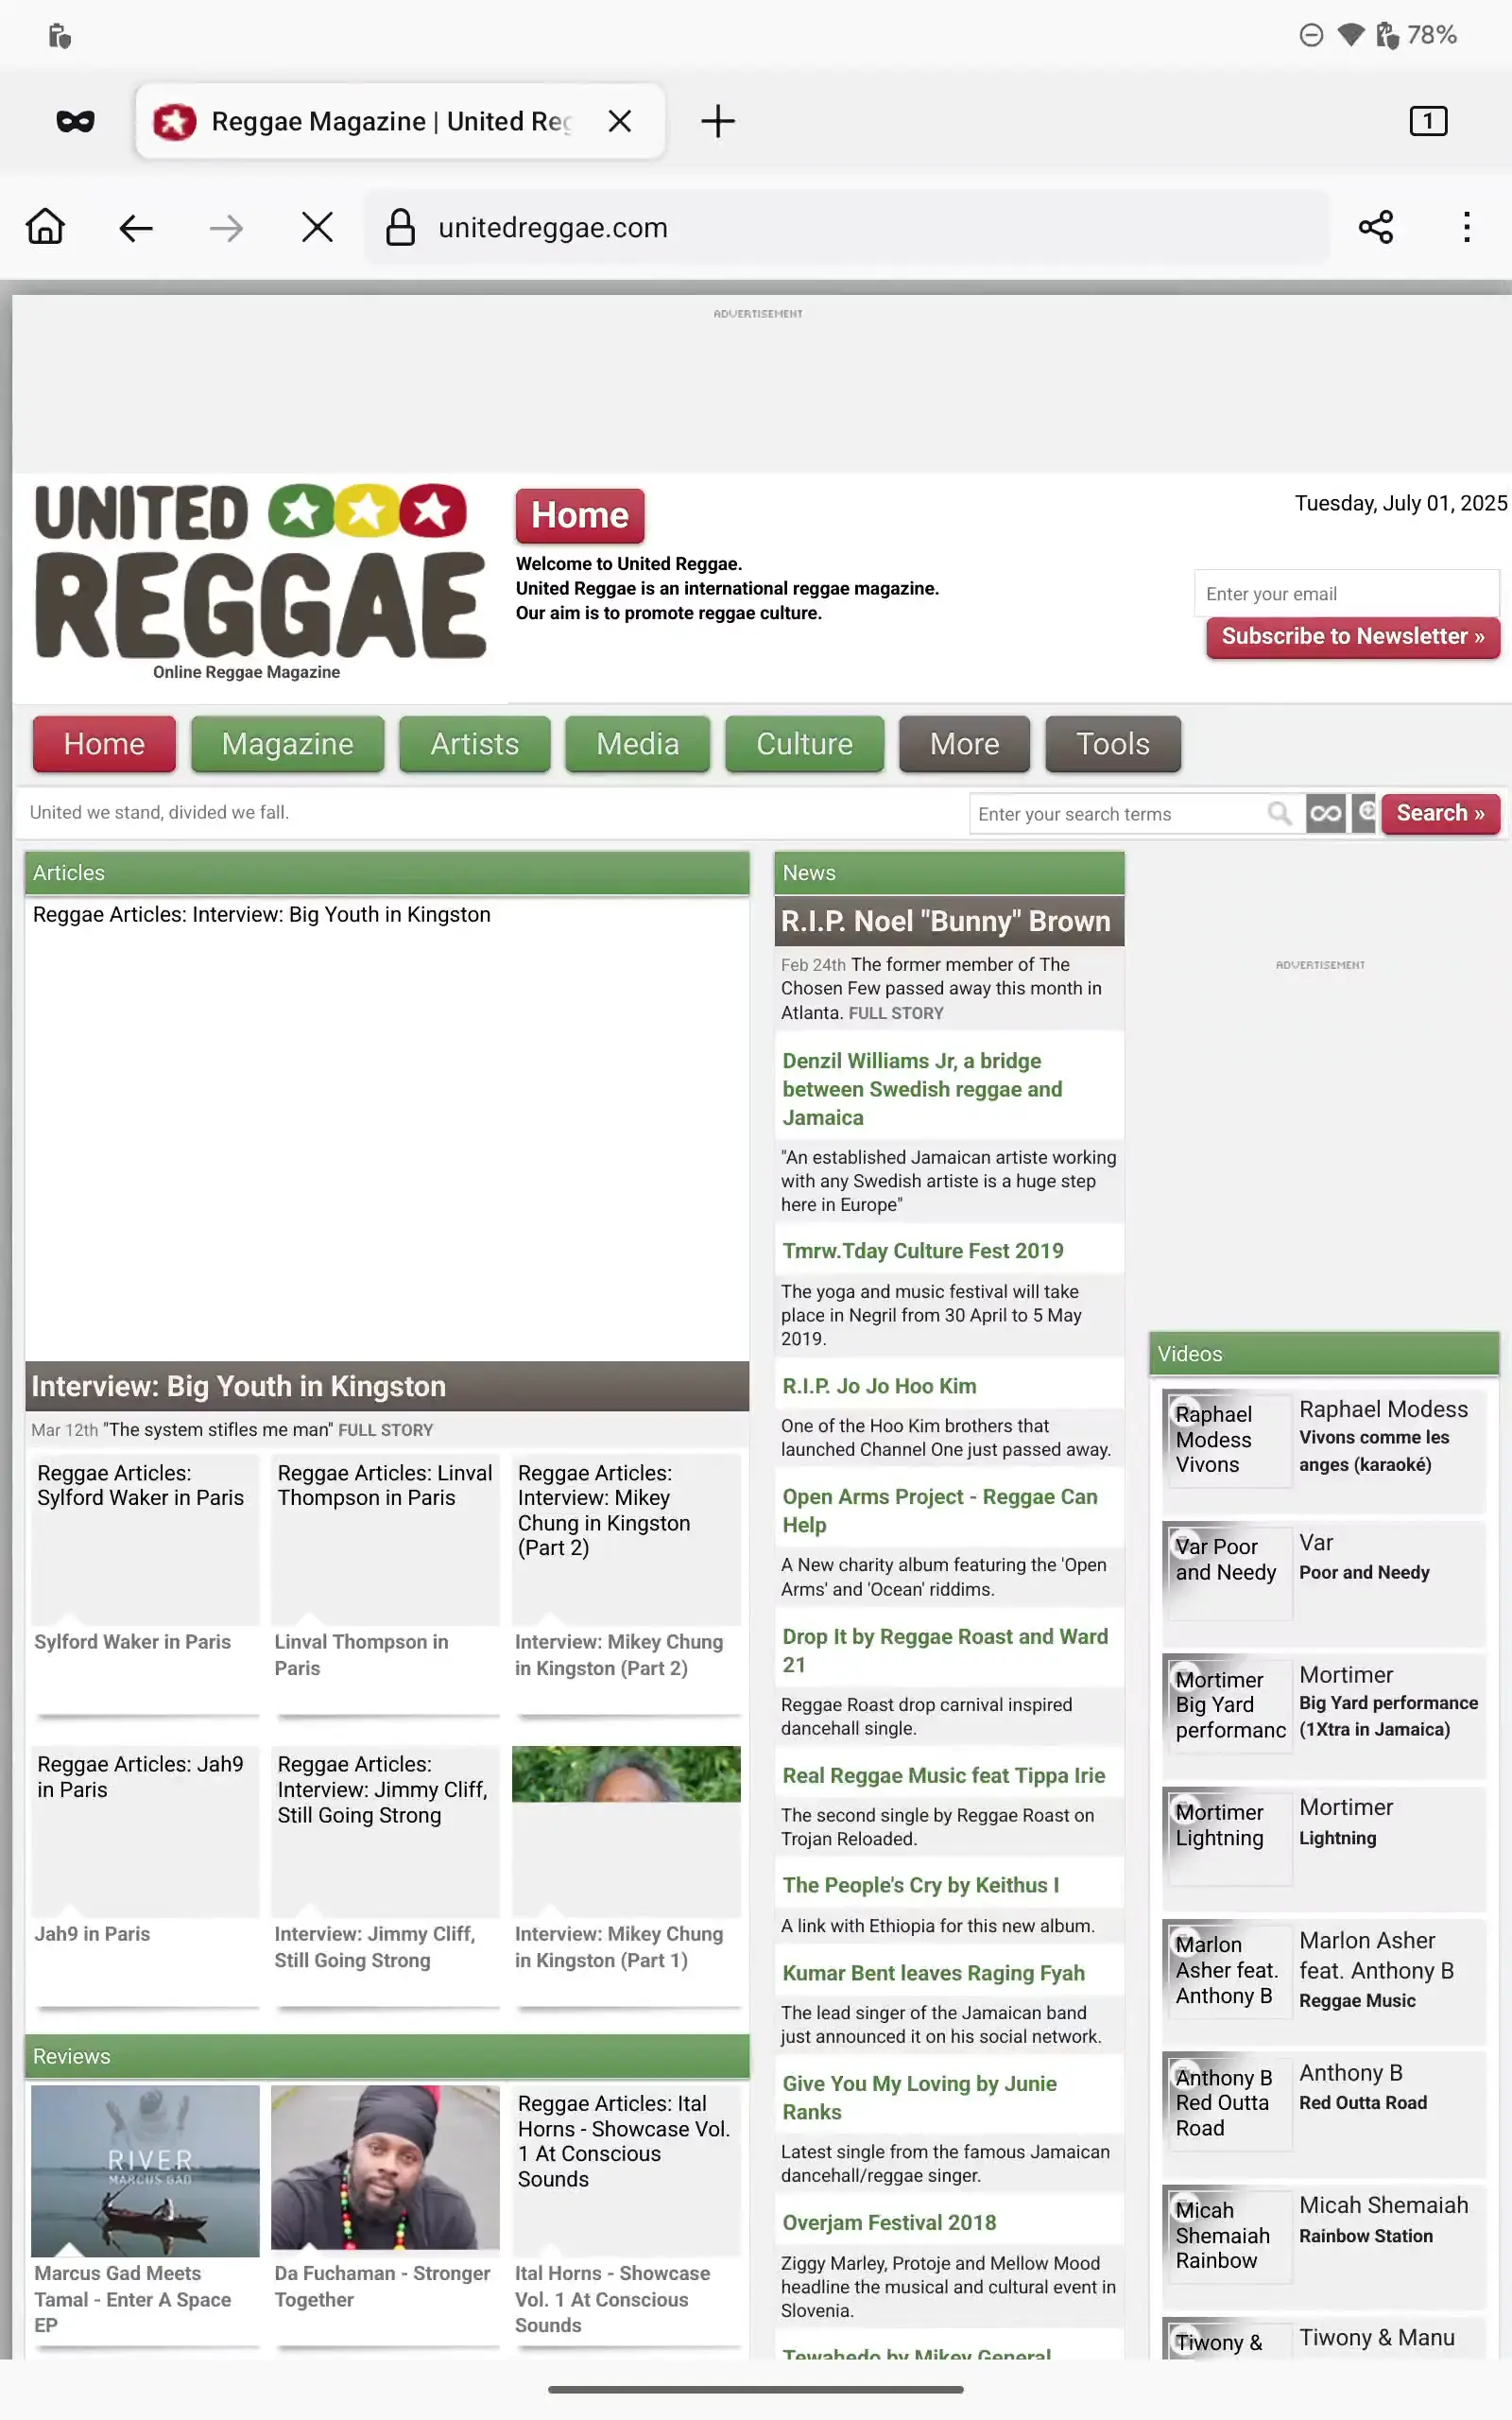 78%
Reggae Magazine | United Reg
1
unitedreggae.com
ADVERTISEMENT
UNITED
REGGAE
Online Reggae Magazine
Home
Welcome to United Reggae.
United Reggae is an international reggae magazine.
Our aim is to promote reggae culture.
Tuesday, July 01, 2025
Enter your email
Subscribe to Newsletter »
Home
Magazine
Artists
Media
Culture
More
Tools
United we stand, divided we fall.
Enter your search terms
Search »
Articles
Reggae Articles: Interview: Big Youth in Kingston
Interview: Big Youth in Kingston
Mar 12th "The system stifles me man" FULL STORY
Reggae Articles:
Sylford Waker in Paris
Sylford Waker in Paris
Reggae Articles: Linval
Thompson in Paris
Linval Thompson in
Paris
Reggae Articles:
Interview: Mikey
Chung in Kingston
(Part 2)
Interview: Mikey Chung
in Kingston (Part 2)
Reggae Articles: Jah9
in Paris
Jah9 in Paris
Reggae Articles:
Interview: Jimmy Cliff,
Still Going Strong
Interview: Jimmy Cliff,
Still Going Strong
Interview: Mikey Chung
in Kingston (Part 1)
Reviews
RIVER
MARCUS GAD
Marcus Gad Meets
Tamal - Enter A Space
EP
Da Fuchaman - Stronger
Together
Reggae Articles: Ital
Horns - Showcase Vol.
1 At Conscious
Sounds
Ital Horns - Showcase
Vol. 1 At Conscious
Sounds
News
R.I.P. Noel "Bunny" Brown
Feb 24th The former member of The
Chosen Few passed away this month in
Atlanta. FULL STORY
Denzil Williams Jr, a bridge
between Swedish reggae and
Jamaica
"An established Jamaican artiste working
with any Swedish artiste is a huge step
here in Europe"
Tmrw.Tday Culture Fest 2019
The yoga and music festival will take
place in Negril from 30 April to 5 May
2019.
R.I.P. Jo Jo Hoo Kim
One of the Hoo Kim brothers that
launched Channel One just passed away.
Open Arms Project - Reggae Can
Help
A New charity album featuring the 'Open
Arms' and 'Ocean' riddims.
Drop It by Reggae Roast and Ward
21
Reggae Roast drop carnival inspired
dancehall single.
Real Reggae Music feat Tippa Irie
The second single by Reggae Roast on
Trojan Reloaded.
The People's Cry by Keithus I
A link with Ethiopia for this new album.
Kumar Bent leaves Raging Fyah
The lead singer of the Jamaican band
just announced it on his social network.
Give You My Loving by Junie
Ranks
Latest single from the famous Jamaican
dancehall/reggae singer.
Overjam Festival 2018
Ziggy Marley, Protoje and Mellow Mood
headline the musical and cultural event in
Slovenia.
Tewahedo by Mikey General
ADVERTISEMENT
Videos
Raphael
Modess
Vivons
Raphael Modess
Vivons comme les
anges (karaoké)
Var Poor
and Needy
Var
Poor and Needy
Mortimer
Big Yard
performanc
Mortimer
Big Yard performance
(1Xtra in Jamaica)
Mortimer
Lightning
Mortimer
Lightning
Marlon
Asher feat.
Anthony B
Marlon Asher
feat. Anthony B
Reggae Music
Anthony B
Red Outta
Road
Anthony B
Red Outta Road
Micah
Shemaiah
Rainbow
Micah Shemaiah
Rainbow Station
Tiwony &
Tiwony & Manu